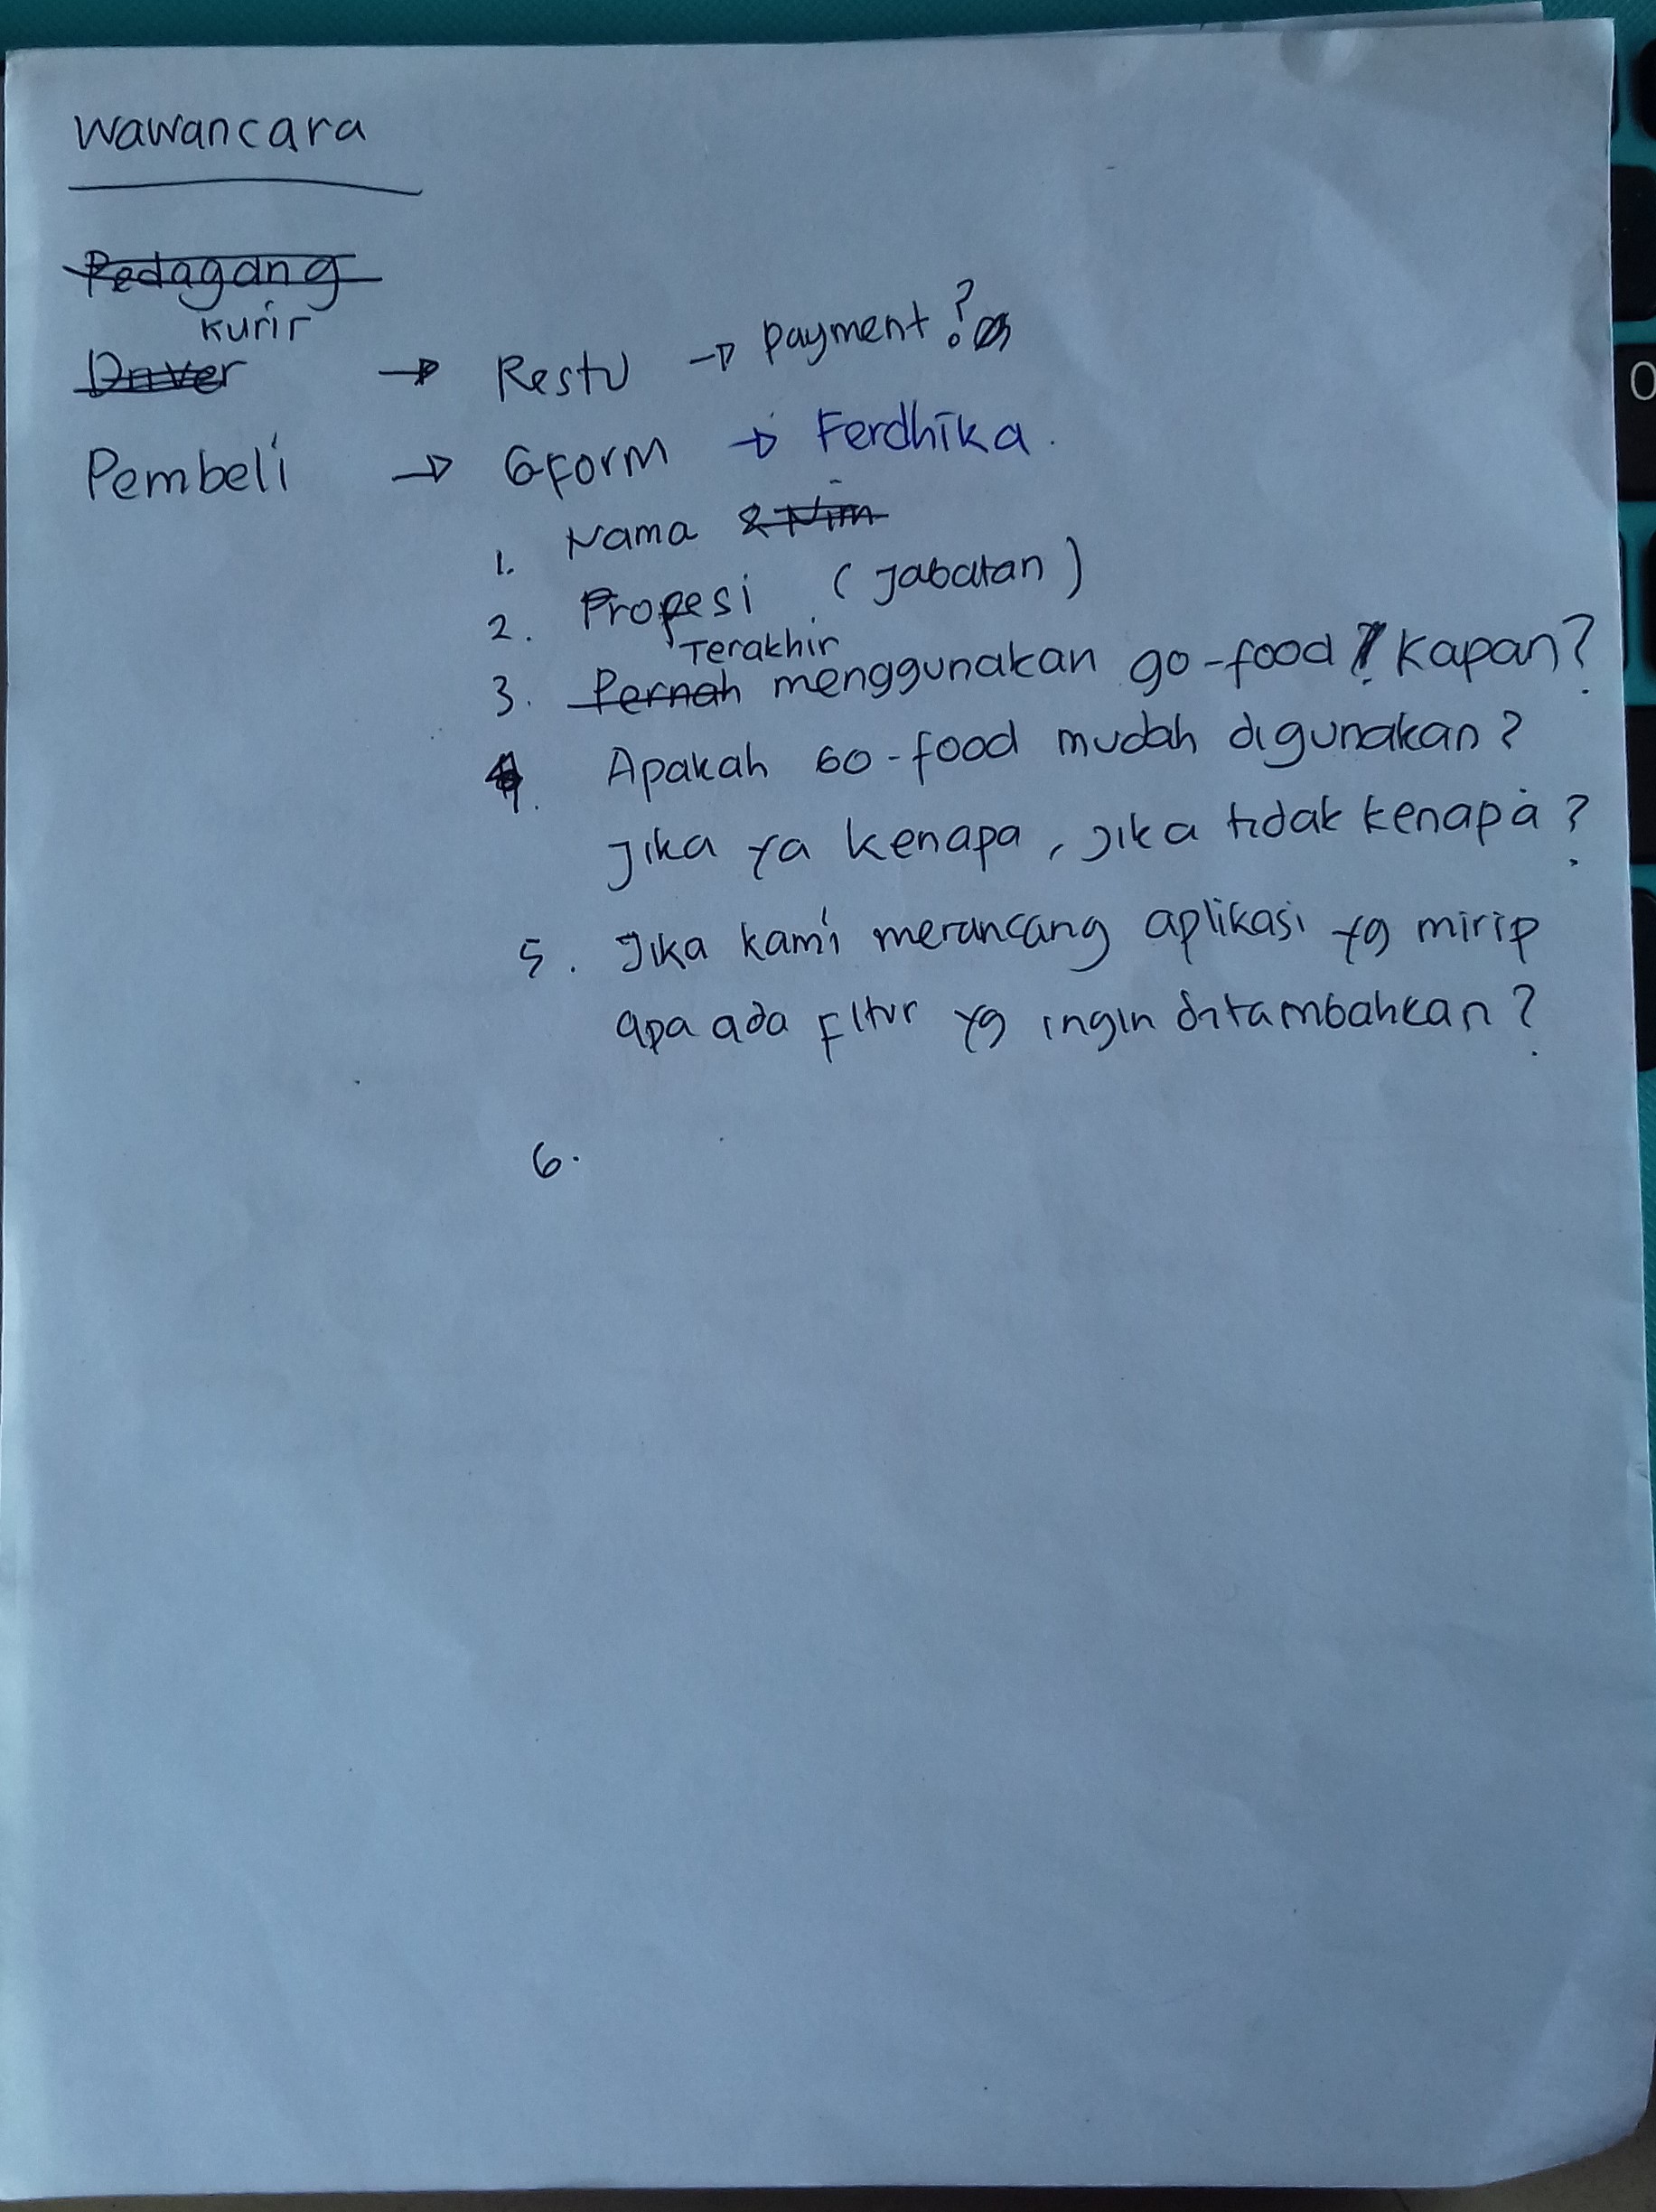 Wawancara
Pedagang
Kurir
Driver → Restu → payment?
Pembeli → Gform → Ferdhika.
1. Nama & Nim
2. Propesi (Jabatan)
Terakhir
3. Pernah menggunakan go-food? Kapan?
4. Apakah Go-food mudah digunakan?
Jika ya kenapa, jika tidak kenapa?
5. Jika kami merancang aplikasi yg mirip
apa ada fitur yg ingin ditambahkan?
6.
0